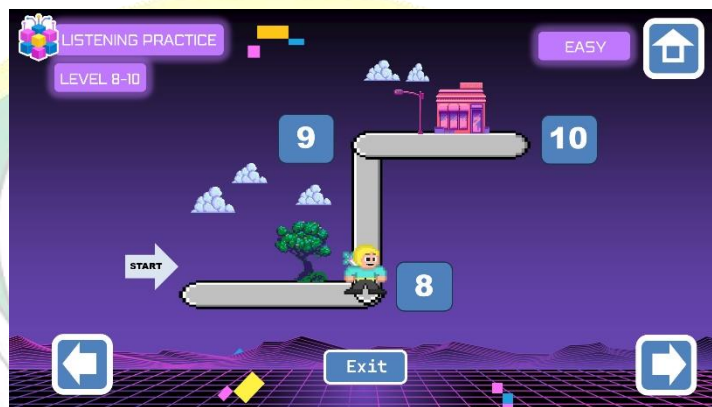 LISTENING PRACTICE
EASY
LEVEL 8-10
9
10
START
8
Exit